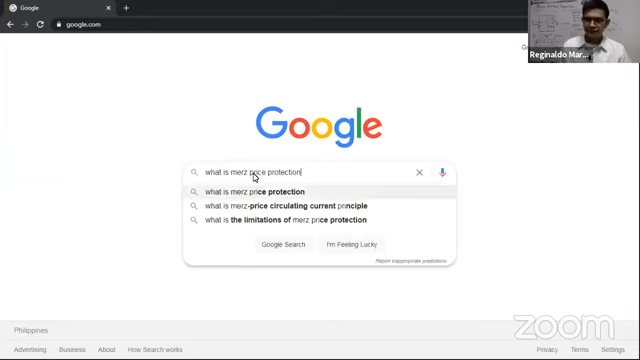 Google
google.com
G
Reginaldo Mar...
Google
what is merz price protection
what is merz price protection
what is merz-price circulating current principle
what is the limitations of merz price protection
Google Search
I'm Feeling Lucky
Report inappropriate predictions
zoom
Philippines
Advertising
Business
About
How Search works
Privacy
Terms
Settings